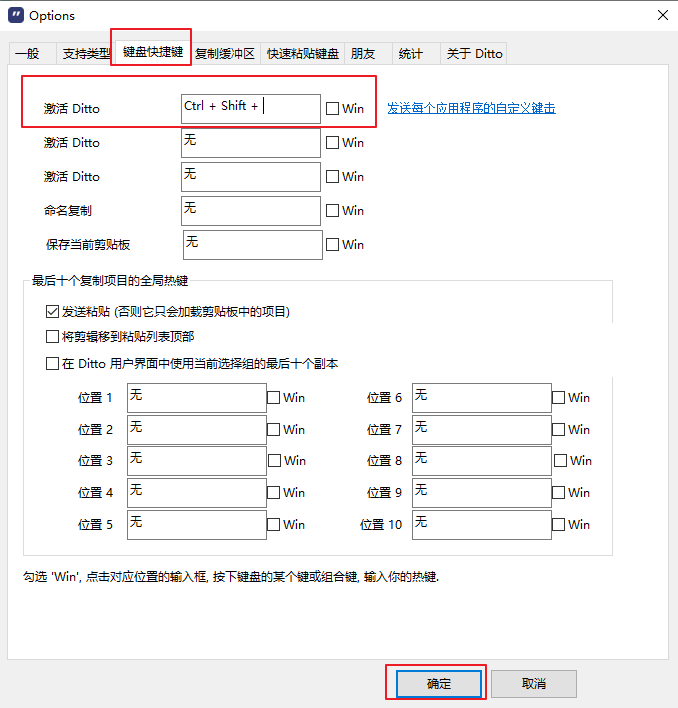 Options
一般 支持类型 键盘快捷键 复制缓冲区 快速粘贴键盘 朋友 统计 关于 Ditto
激活 Ditto Ctrl + Shift + Win 发送每个应用程序的自定义键击
激活 Ditto 无 Win
激活 Ditto 无 Win
命名复制 无 Win
保存当前剪贴板 无 Win
最后十个复制项目的全局热键
发送粘贴 (否则它只会加载剪贴板中的项目)
将剪辑移到粘贴列表顶部
在 Ditto 用户界面中使用当前选择组的最后十个副本
位置 1 无 Win 位置 6 无 Win
位置 2 无 Win 位置 7 无 Win
位置 3 无 Win 位置 8 无 Win
位置 4 无 Win 位置 9 无 Win
位置 5 无 Win 位置 10 无 Win
勾选 'Win', 点击对应位置的输入框, 按下键盘的某个键或组合键, 输入你的热键.
确定 取消